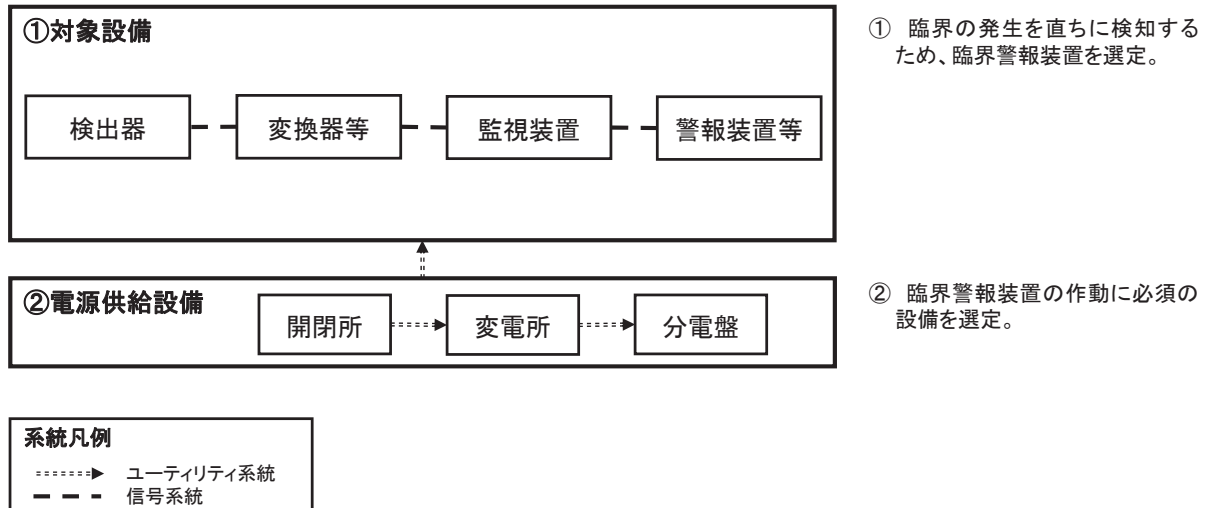 ①対象設備
検出器
変換器等
監視装置
警報装置等
① 臨界の発生を直ちに検知する
ため、臨界警報装置を選定。
②電源供給設備
開閉所
変電所
分電盤
② 臨界警報装置の作動に必須の
設備を選定。
系統凡例
ユーティリティ系統
信号系統